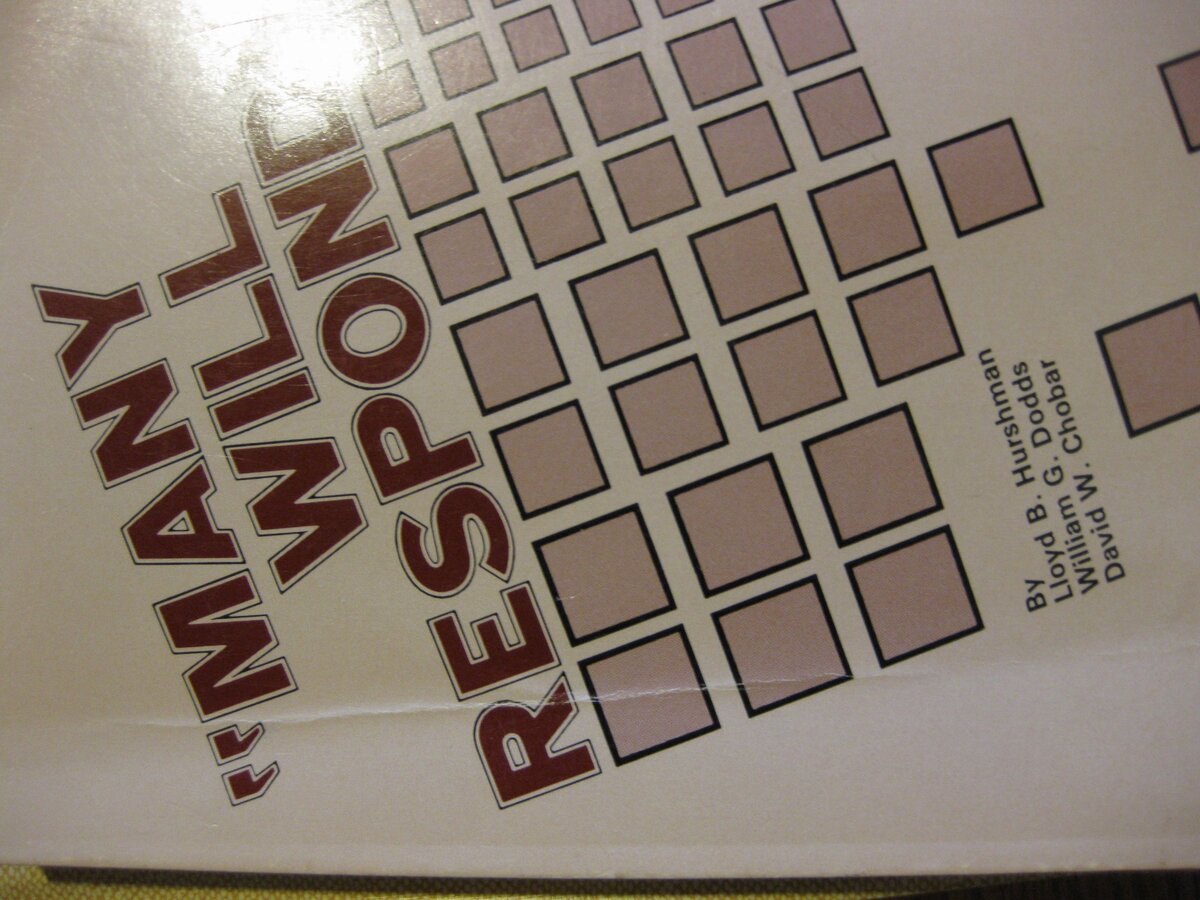 "MANY
WILL
RESPOND
By
Lloyd B. Hurshman
William G. Dodds
David W. Chobar